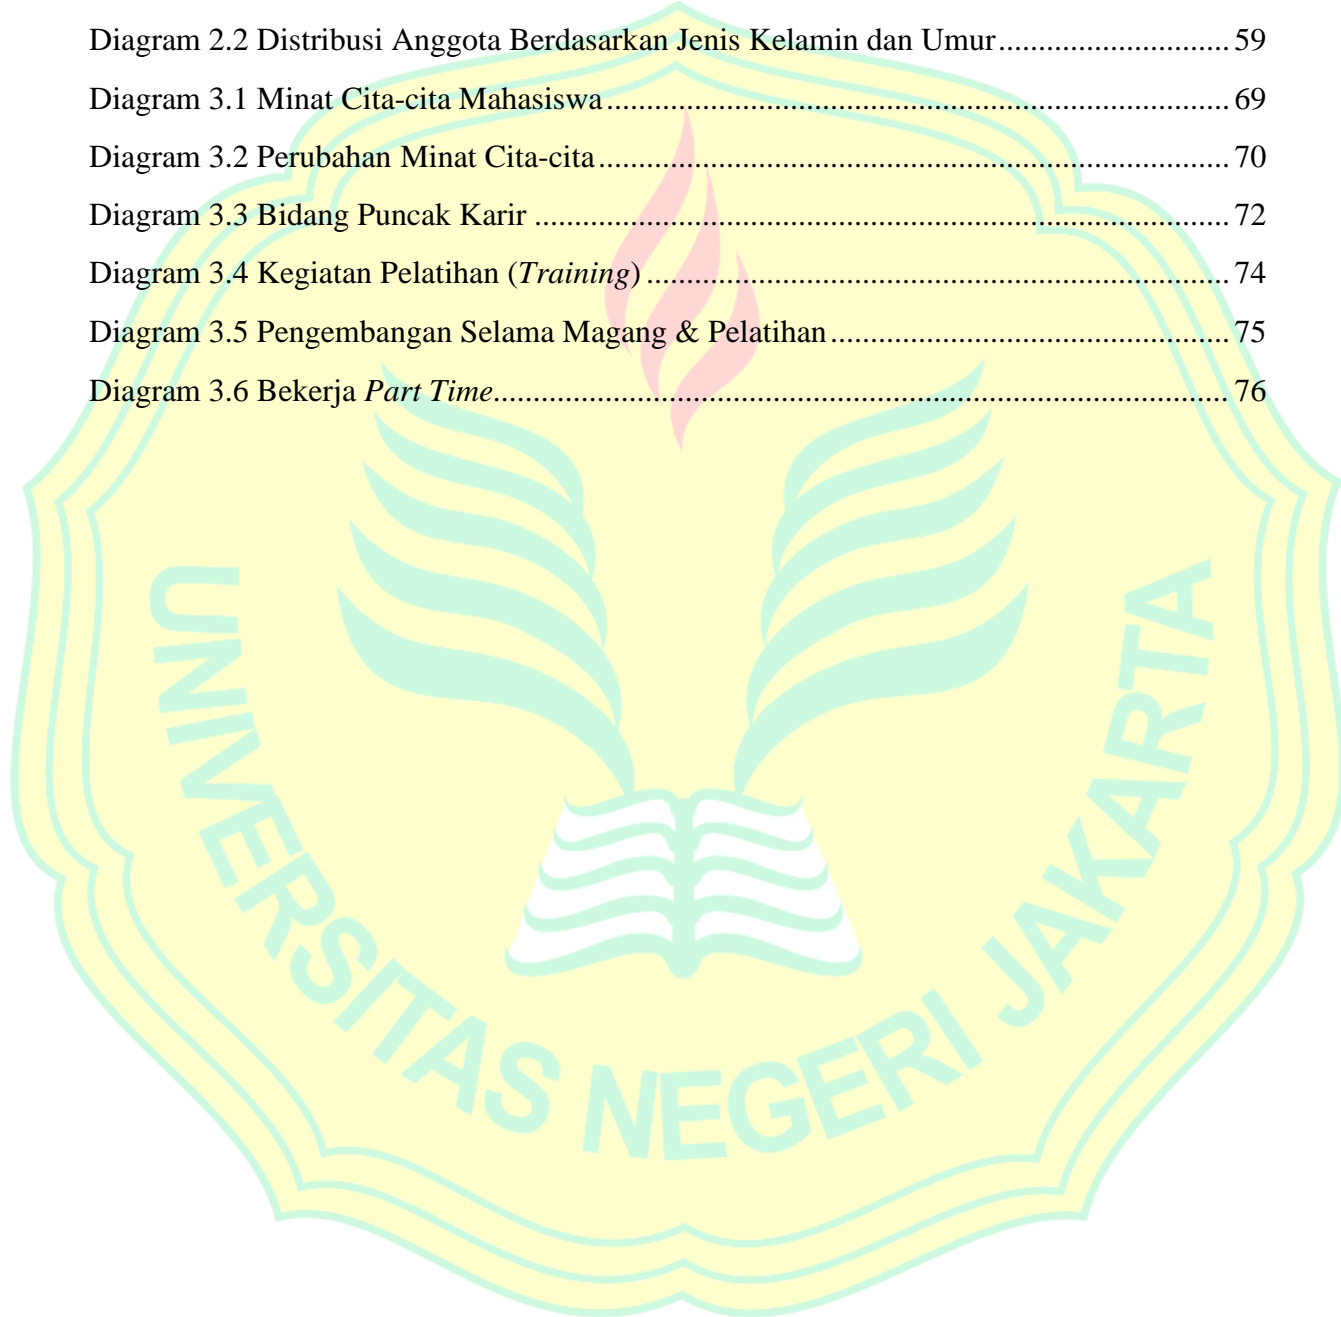 Diagram 2.2 Distribusi Anggota Berdasarkan Jenis Kelamin dan Umur............................. 59
Diagram 3.1 Minat Cita-cita Mahasiswa.............................................................................. 69
Diagram 3.2 Perubahan Minat Cita-cita............................................................................... 70
Diagram 3.3 Bidang Puncak Karir ....................................................................................... 72
Diagram 3.4 Kegiatan Pelatihan (Training) ......................................................................... 74
Diagram 3.5 Pengembangan Selama Magang & Pelatihan.................................................. 75
Diagram 3.6 Bekerja Part Time............................................................................................ 76
UNIVERSITAS NEGERI JAKARTA